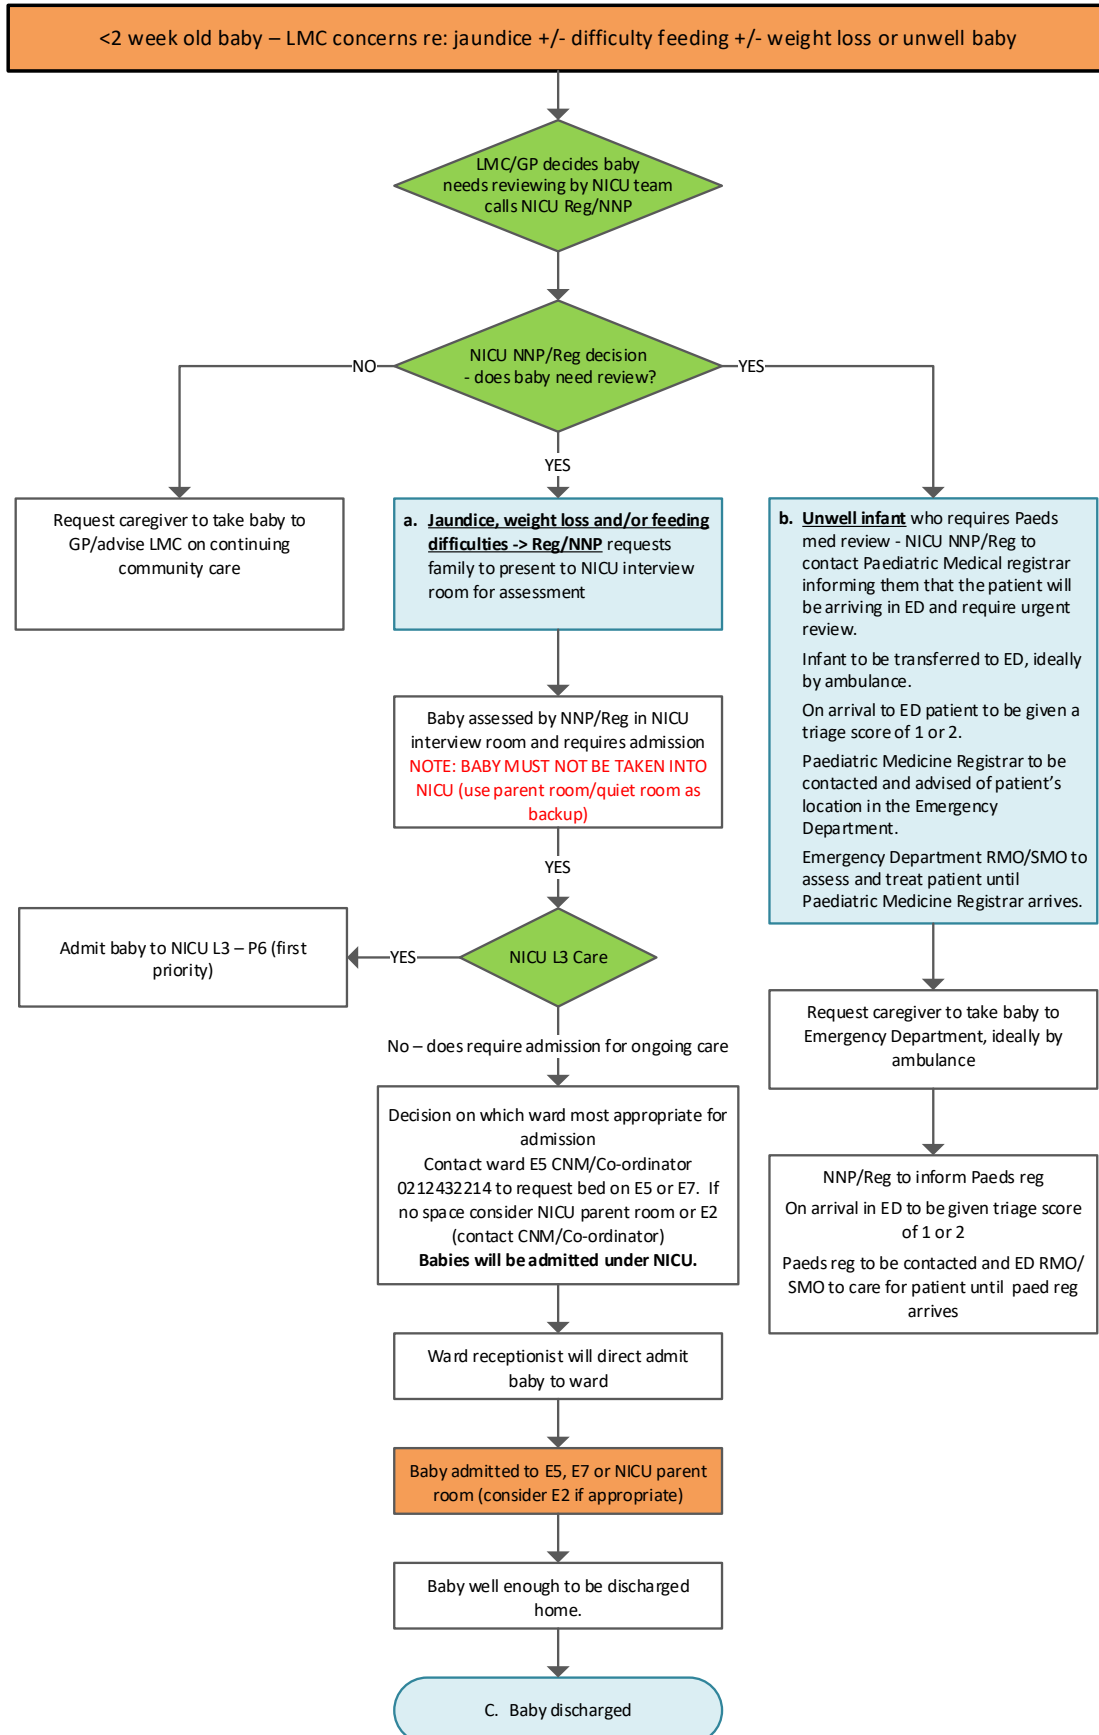 <2 week old baby – LMC concerns re: jaundice +/- difficulty feeding +/- weight loss or unwell baby
LMC/GP decides baby
needs reviewing by NICU team
calls NICU Reg/NNP
NICU NNP/Reg decision
- does baby need review?
NO
YES
YES
Request caregiver to take baby to
GP/advise LMC on continuing
community care
a. Jaundice, weight loss and/or feeding
difficulties -> Reg/NNP requests
family to present to NICU interview
room for assessment
b. Unwell infant who requires Paeds
med review - NICU NNP/Reg to
contact Paediatric Medical registrar
informing them that the patient will
be arriving in ED and require urgent
review.
Infant to be transferred to ED, ideally
by ambulance.
On arrival to ED patient to be given a
triage score of 1 or 2.
Paediatric Medicine Registrar to be
contacted and advised of patient's
location in the Emergency
Department.
Emergency Department RMO/SMO to
assess and treat patient until
Paediatric Medicine Registrar arrives.
Baby assessed by NNP/Reg in NICU
interview room and requires admission
NOTE: BABY MUST NOT BE TAKEN INTO
NICU (use parent room/quiet room as
backup)
YES
NICU L3 Care
YES
Admit baby to NICU L3 – P6 (first
priority)
No – does require admission for ongoing care
Request caregiver to take baby to
Emergency Department, ideally by
ambulance
Decision on which ward most appropriate for
admission
Contact ward E5 CNM/Co-ordinator
0212432214 to request bed on E5 or E7. If
no space consider NICU parent room or E2
(contact CNM/Co-ordinator)
Babies will be admitted under NICU.
NNP/Reg to inform Paeds reg
On arrival in ED to be given triage score
of 1 or 2
Paeds reg to be contacted and ED RMO/
SMO to care for patient until paed reg
arrives
Ward receptionist will direct admit
baby to ward
Baby admitted to E5, E7 or NICU parent
room (consider E2 if appropriate)
Baby well enough to be discharged
home.
C. Baby discharged